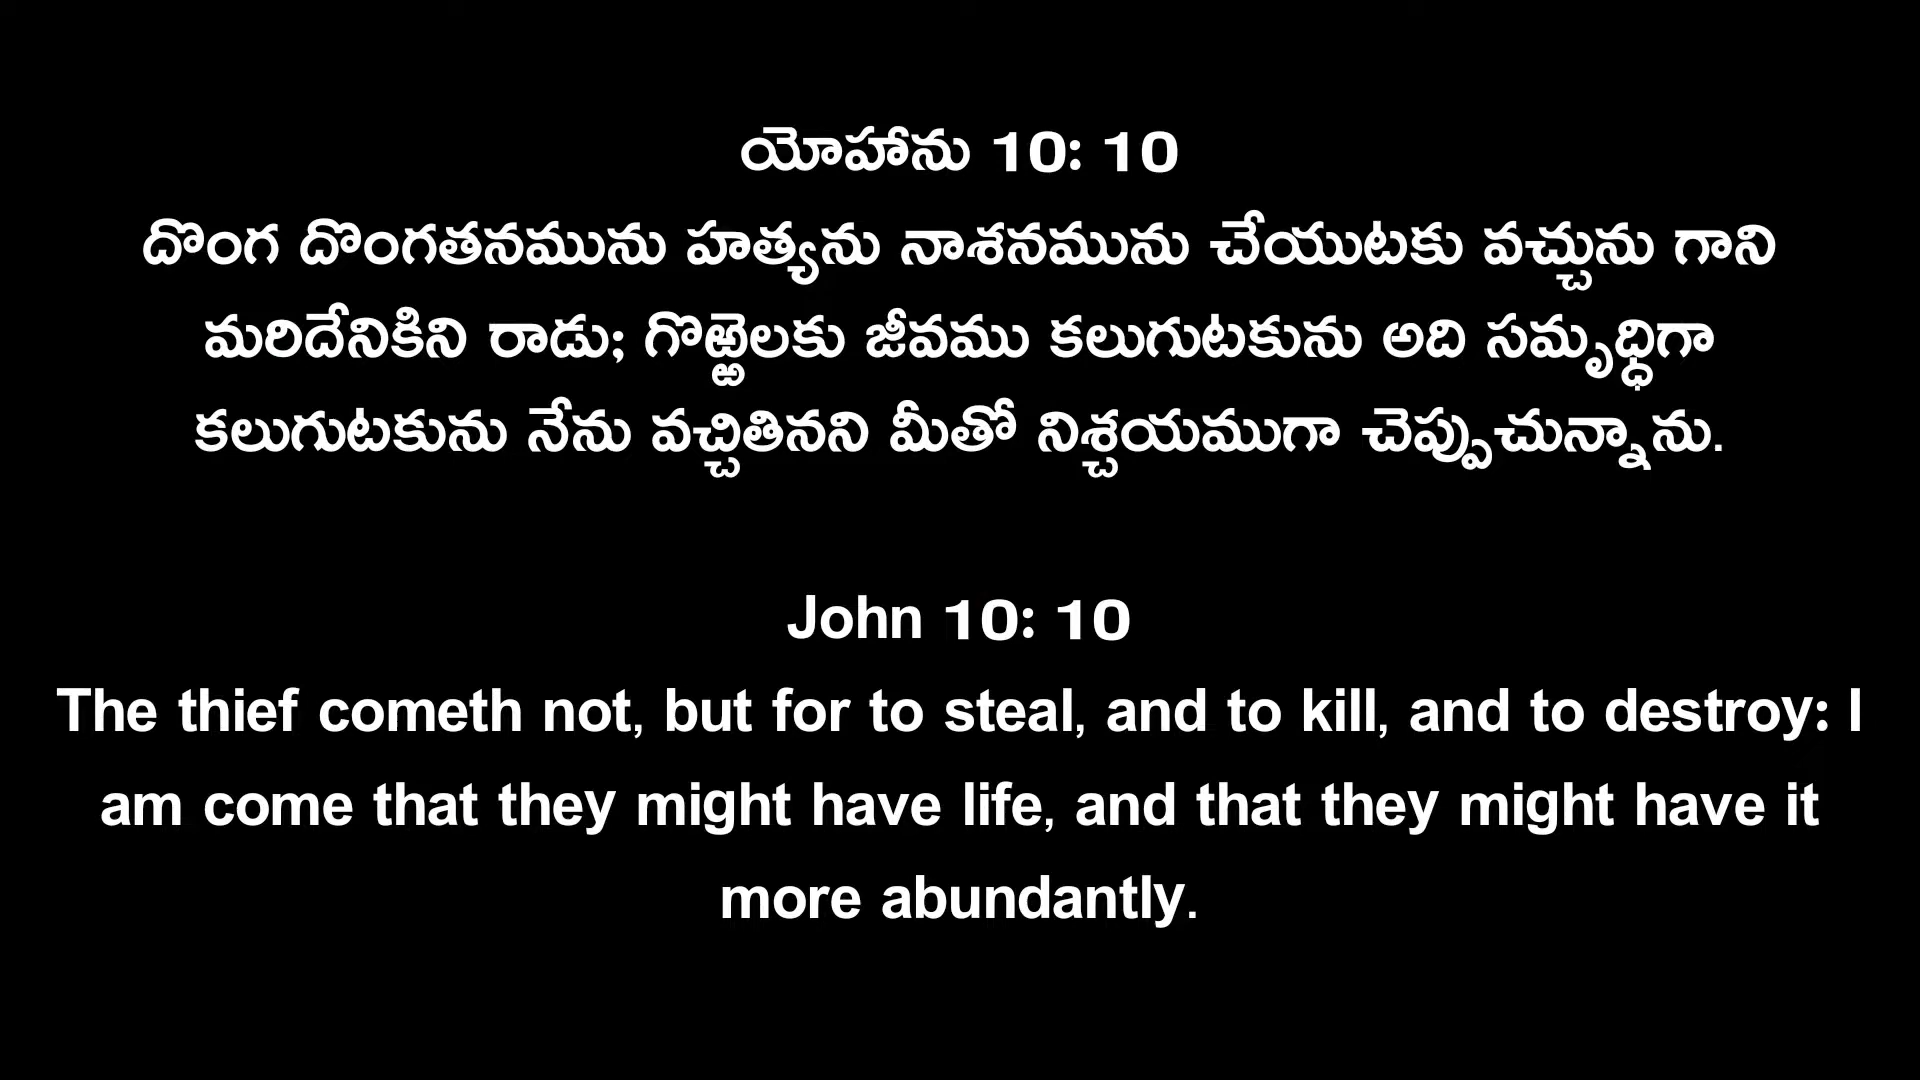 యోహాను 10: 10
దొంగ దొంగతనమును హత్యను నాశనమును చేయుటకు వచ్చును గాని
మరిదేనికిని రాడు; గొఱ్ఱెలకు జీవము కలుగుటకును అది సమృద్ధిగా
కలుగుటకును నేను వచ్చితినని మీతో నిశ్చయముగా చెప్పుచున్నాను.
John 10: 10
The thief cometh not, but for to steal, and to kill, and to destroy: I
am come that they might have life, and that they might have it
more abundantly.